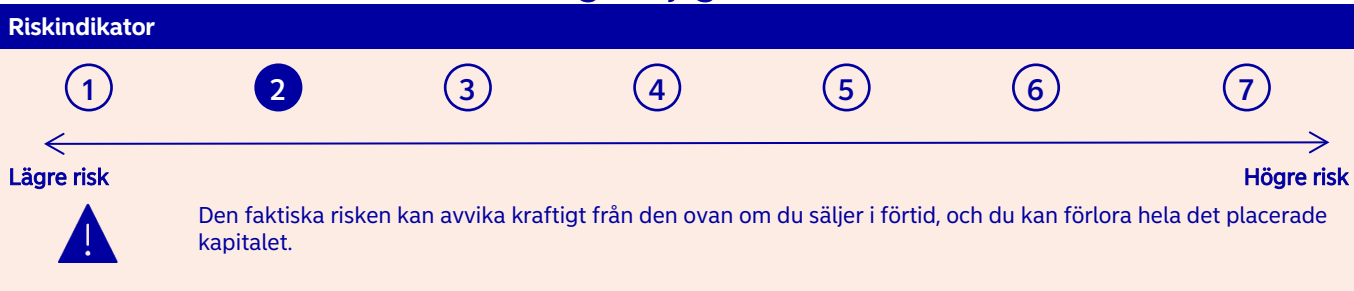 Riskindikator
1 2 3 4 5 6 7
Lägre risk Högre risk
Den faktiska risken kan avvika kraftigt från den ovan om du säljer i förtid, och du kan förlora hela det placerade
kapitalet.